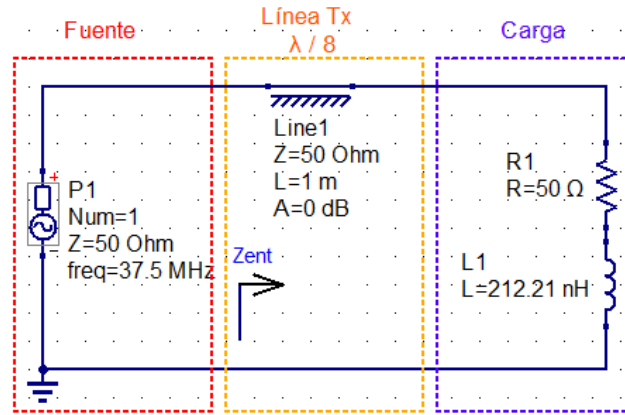 Fuente
Línea Tx
λ / 8
Carga
P1
Num=1
Z=50 Ohm
freq=37.5 MHz
Line1
Z=50 Ohm
L=1 m
A=0 dB
Zent
R1
R=50 Ω
L1
L=212.21 nH